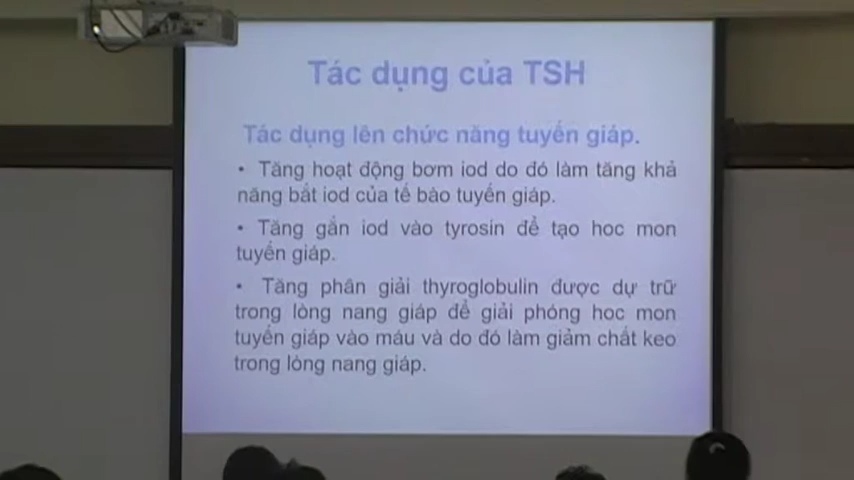 Tác dụng của TSH
Tác dụng lên chức năng tuyến giáp.
• Tăng hoạt động bơm iod do đó làm tăng khả
năng bắt iod của tế bào tuyến giáp.
• Tăng gắn iod vào tyrosin để tạo hoc mon
tuyến giáp.
• Tăng phân giải thyroglobulin được dự trữ
trong lòng nang giáp để giải phóng hoc mon
tuyến giáp vào máu và do đó làm giảm chất keo
trong lòng nang giáp.